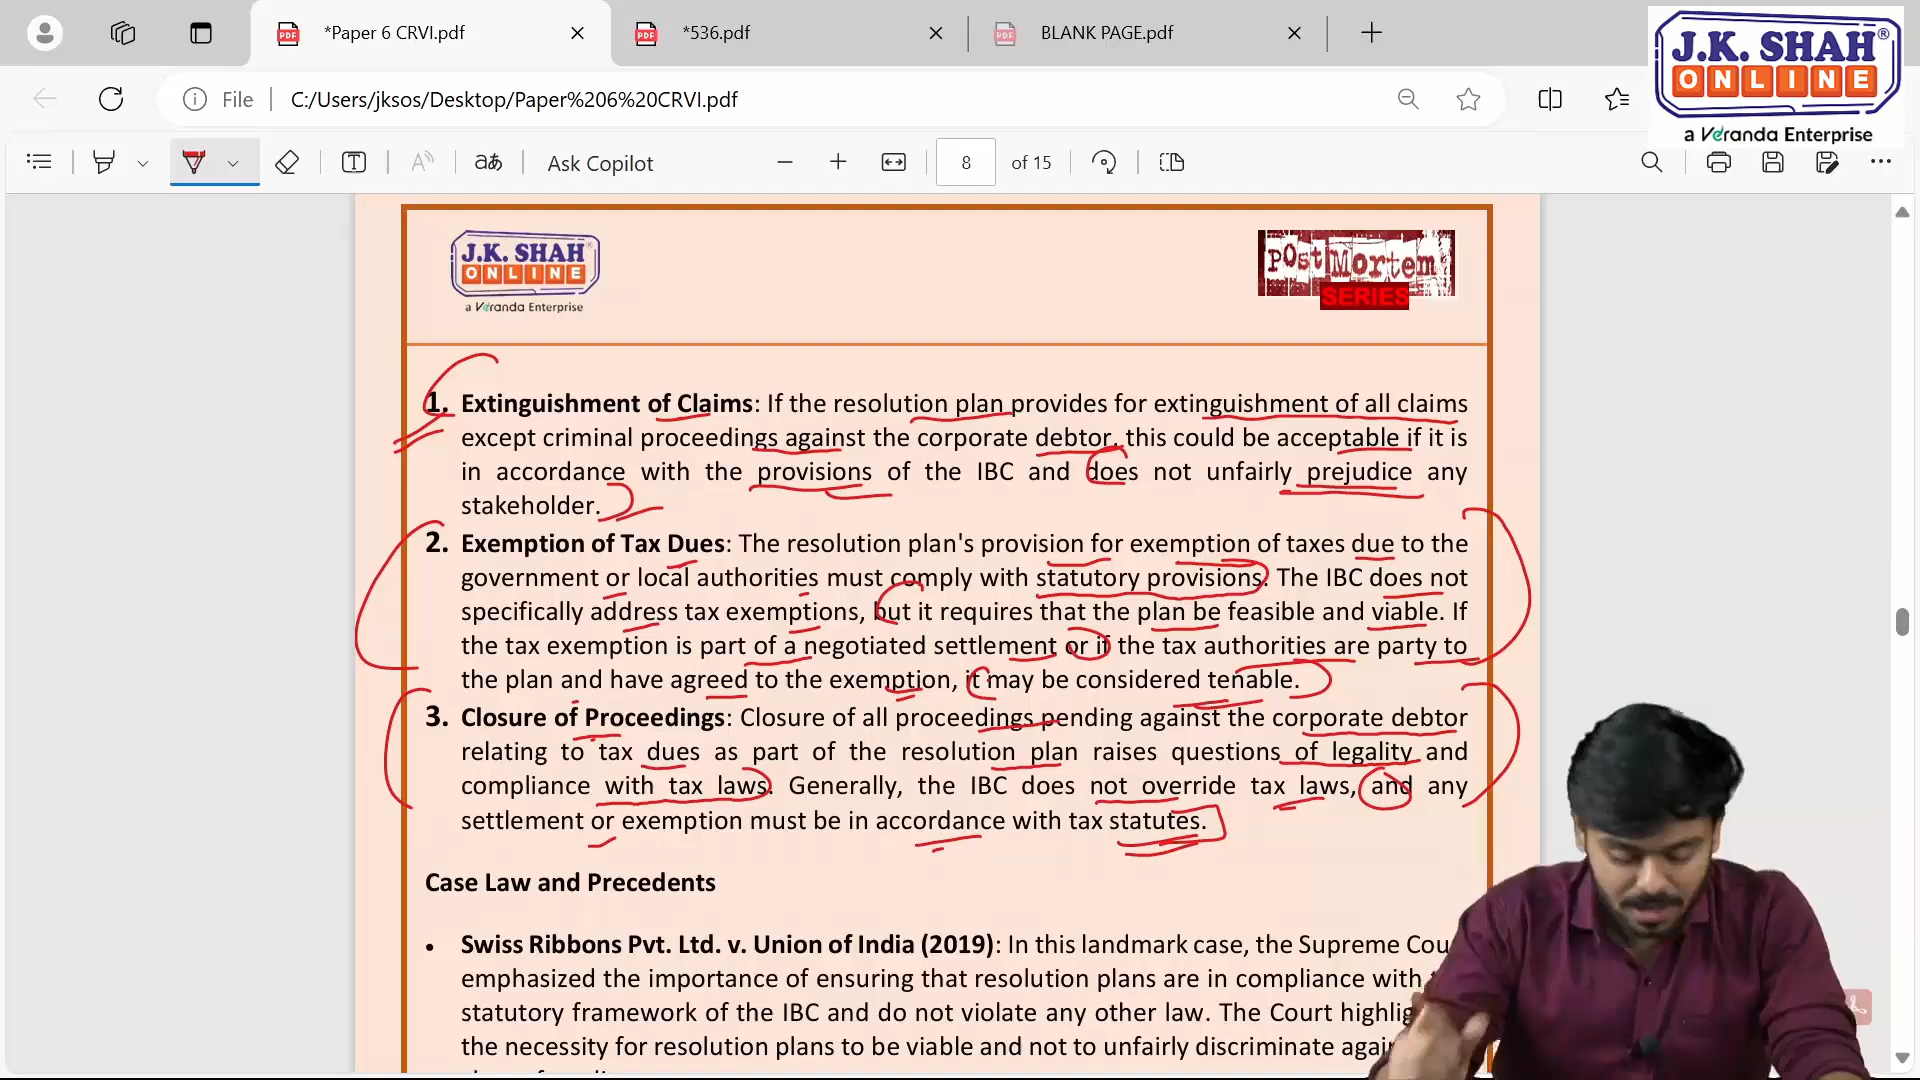 *Paper 6 CRVI.pdf
*536.pdf
BLANK PAGE.pdf
J.K. SHAH®
ONLINE
a Veranda Enterprise
File
C:/Users/jksos/Desktop/Paper%206%20CRVI.pdf
aあ
Ask Copilot
8
of 15
J.K. SHAH®
ONLINE
a Veranda Enterprise
Post Mortem
SERIES
1. Extinguishment of Claims: If the resolution plan provides for extinguishment of all claims
except criminal proceedings against the corporate debtor, this could be acceptable if it is
in accordance with the provisions of the IBC and does not unfairly prejudice any
stakeholder.
2. Exemption of Tax Dues: The resolution plan's provision for exemption of taxes due to the
government or local authorities must comply with statutory provisions. The IBC does not
specifically address tax exemptions, but it requires that the plan be feasible and viable. If
the tax exemption is part of a negotiated settlement or if the tax authorities are party to
the plan and have agreed to the exemption, it may be considered tenable.
3. Closure of Proceedings: Closure of all proceedings pending against the corporate debtor
relating to tax dues as part of the resolution plan raises questions of legality and
compliance with tax laws. Generally, the IBC does not override tax laws, and any
settlement or exemption must be in accordance with tax statutes.
Case Law and Precedents
• Swiss Ribbons Pvt. Ltd. v. Union of India (2019): In this landmark case, the Supreme
emphasized the importance of ensuring that resolution plans are in compliance with
statutory framework of the IBC and do not violate any other law. The Court
the necessity for resolution plans to be viable and not to unfairly discriminate